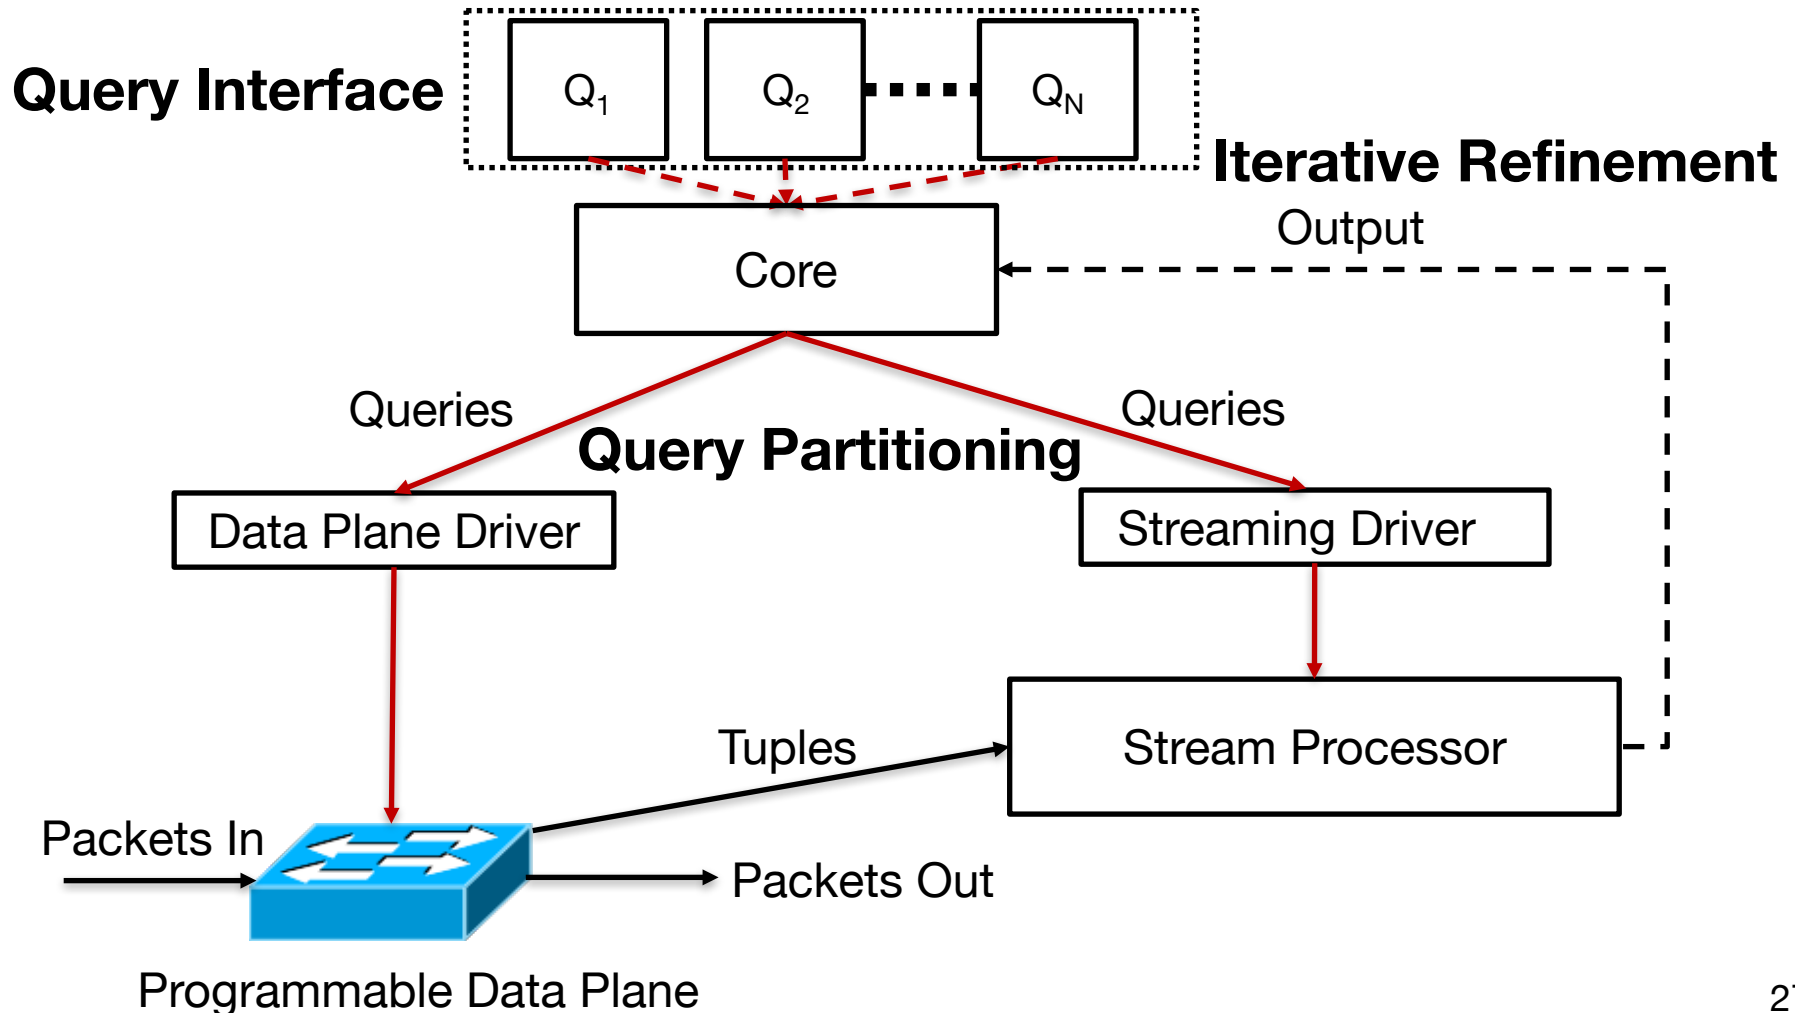 Query Interface
Q1
Q2
QN
Iterative Refinement
Output
Core
Queries
Queries
Query Partitioning
Data Plane Driver
Streaming Driver
Tuples
Stream Processor
Packets In
Packets Out
Programmable Data Plane